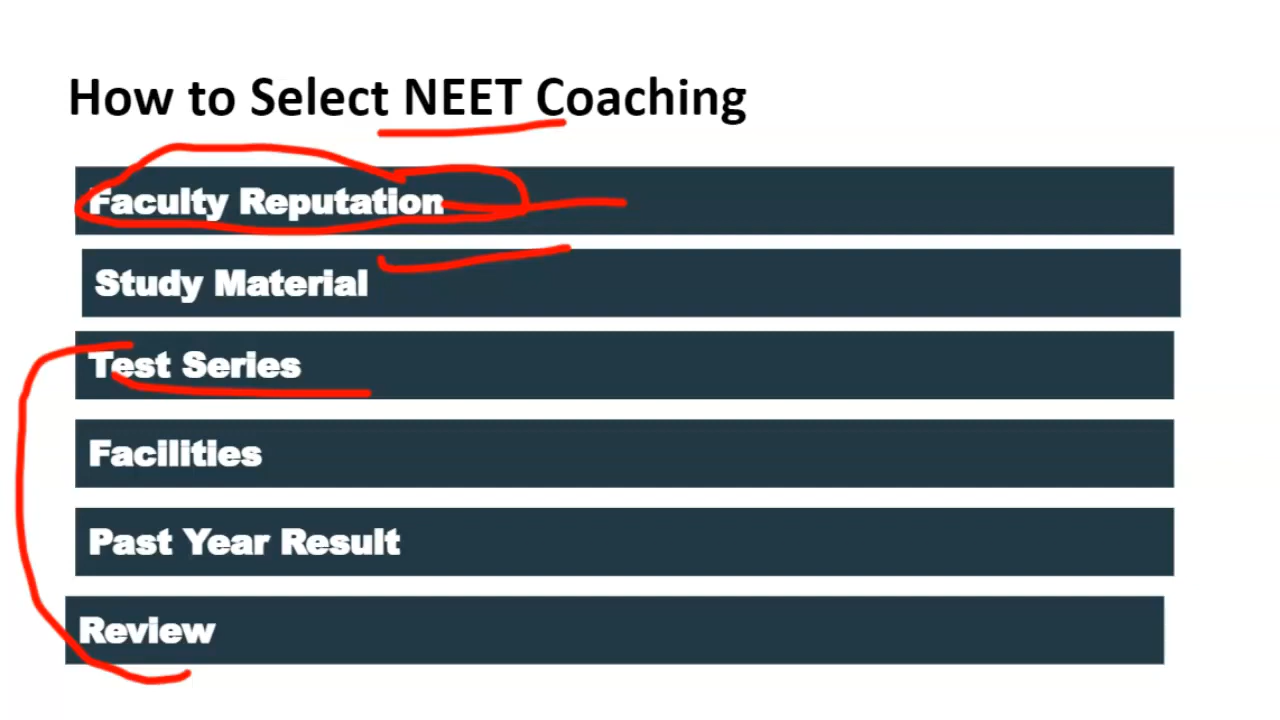 How to Select NEET Coaching
Faculty Reputation
Study Material
Test Series
Facilities
Past Year Result
Review